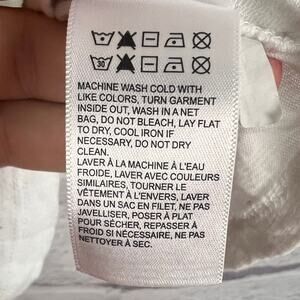 30
MACHINE WASH COLD WITH
LIKE COLORS, TURN GARMENT
INSIDE OUT, WASH IN A NET
BAG, DO NOT BLEACH, LAY FLAT
TO DRY, COOL IRON IF
NECESSARY, DO NOT DRY
CLEAN.
LAVER À LA MACHINE À L'EAU
FROIDE, LAVER AVEC COULEURS
SIMILAIRES, TOURNER LE
VÊTEMENT À L'ENVERS, LAVER
DANS UN SAC EN FILET, NE PAS
JAVELLISER, POSER À PLAT
POUR SÉCHER, REPASSER À
FROID SI NÉCESSAIRE, NE PAS
NETTOYER À SEC.